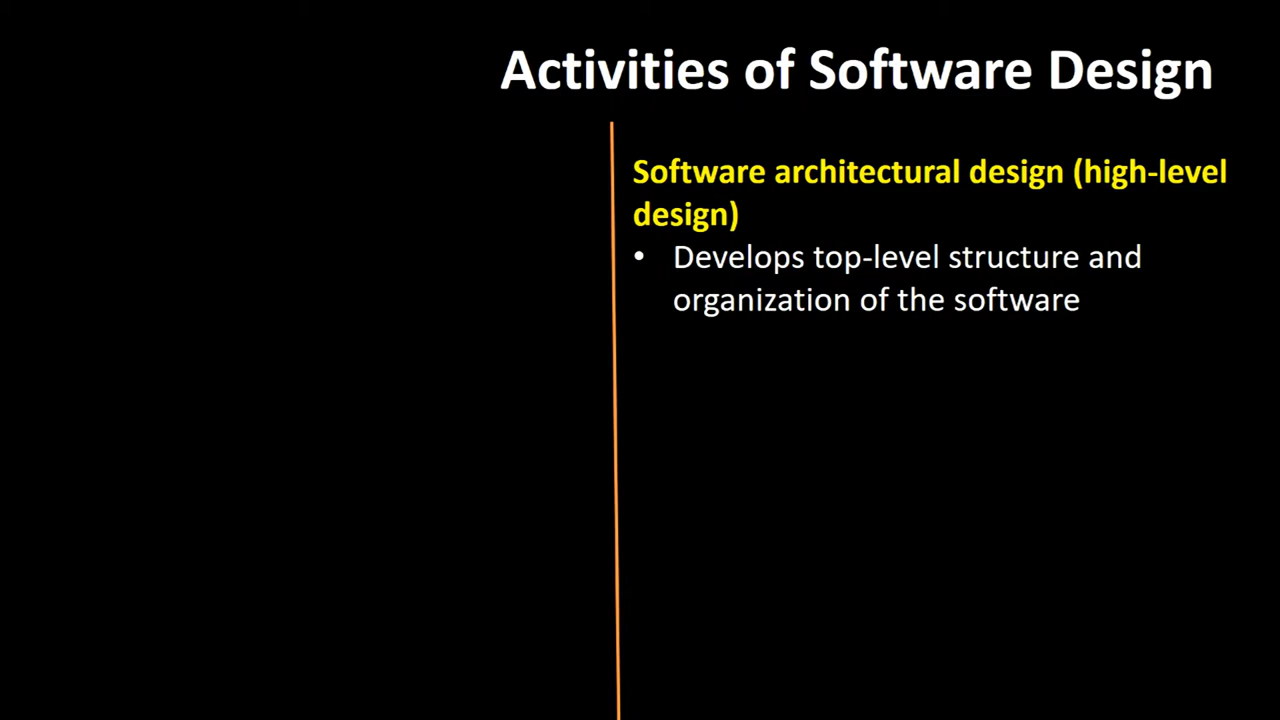 Activities of Software Design
Software architectural design (high-level
design)
• Develops top-level structure and
organization of the software